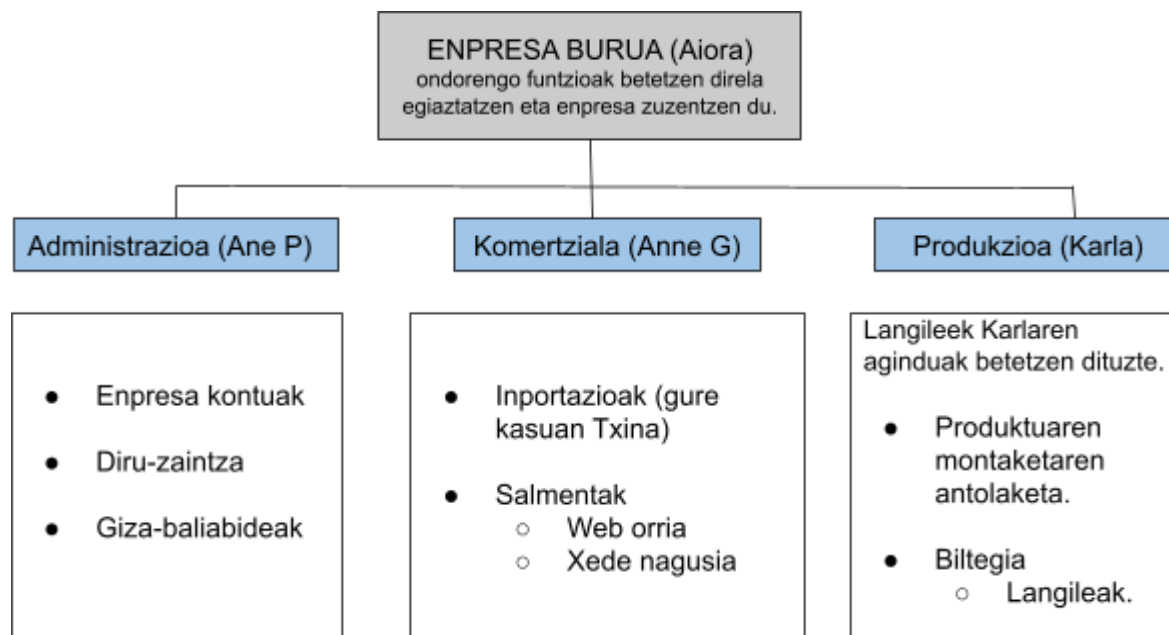 ENPRESA BURUA (Aiora)
ondorengo funtzioak betetzen direla
egiaztatzen eta enpresa zuzentzen du.
Administrazioa (Ane P)
Komertziala (Anne G)
Produkzioa (Karla)
● Enpresa kontuak
● Diru-zaintza
● Giza-baliabideak
● Inportazioak (gure
kasuan Txina)
● Salmentak
○ Web orria
○ Xede nagusia
Langileek Karlaren
aginduak betetzen dituzte.
● Produktuaren
montaketaren
antolaketa.
● Biltegia
○ Langileak.